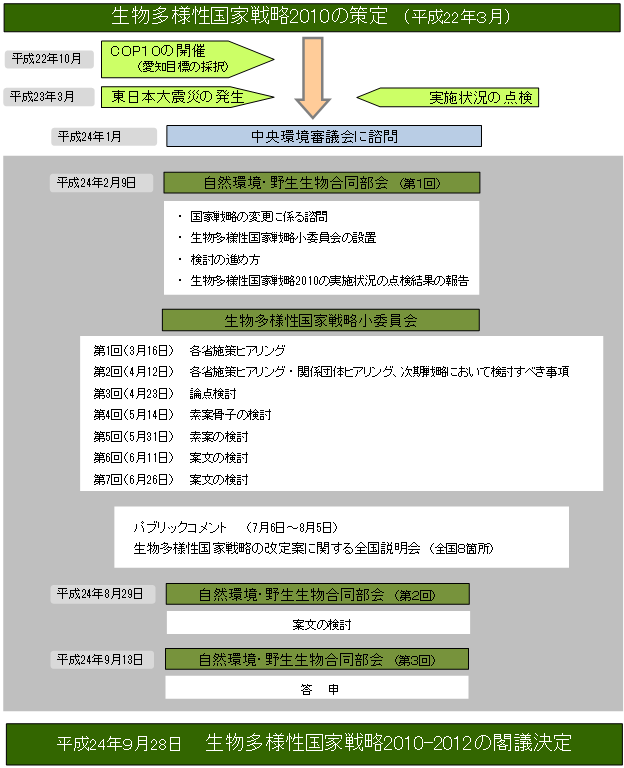 生物多様性国家戦略2010の策定 (平成22年3月)
平成22年10月 COP10の開催
(愛知目標の採択)
平成23年3月 東日本大震災の発生 実施状況の点検
平成24年1月 中央環境審議会に諮問
平成24年2月9日 自然環境・野生生物合同部会 (第1回)
・ 国家戦略の変更に係る諮問
・ 生物多様性国家戦略小委員会の設置
・ 検討の進め方
・ 生物多様性国家戦略2010の実施状況の点検結果の報告
生物多様性国家戦略小委員会
第1回(3月16日) 各省施策ヒアリング
第2回(4月12日) 各省施策ヒアリング・関係団体ヒアリング、次期戦略において検討すべき事項
第3回(4月23日) 論点検討
第4回(5月14日) 素案骨子の検討
第5回(5月31日) 素案の検討
第6回(6月11日) 案文の検討
第7回(6月26日) 案文の検討
パブリックコメント (7月6日~8月5日)
生物多様性国家戦略の改定案に関する全国説明会 (全国8箇所)
平成24年8月29日 自然環境・野生生物合同部会 (第2回)
案文の検討
平成24年9月13日 自然環境・野生生物合同部会 (第3回)
答 申
平成24年9月28日 生物多様性国家戦略2010-2012の閣議決定